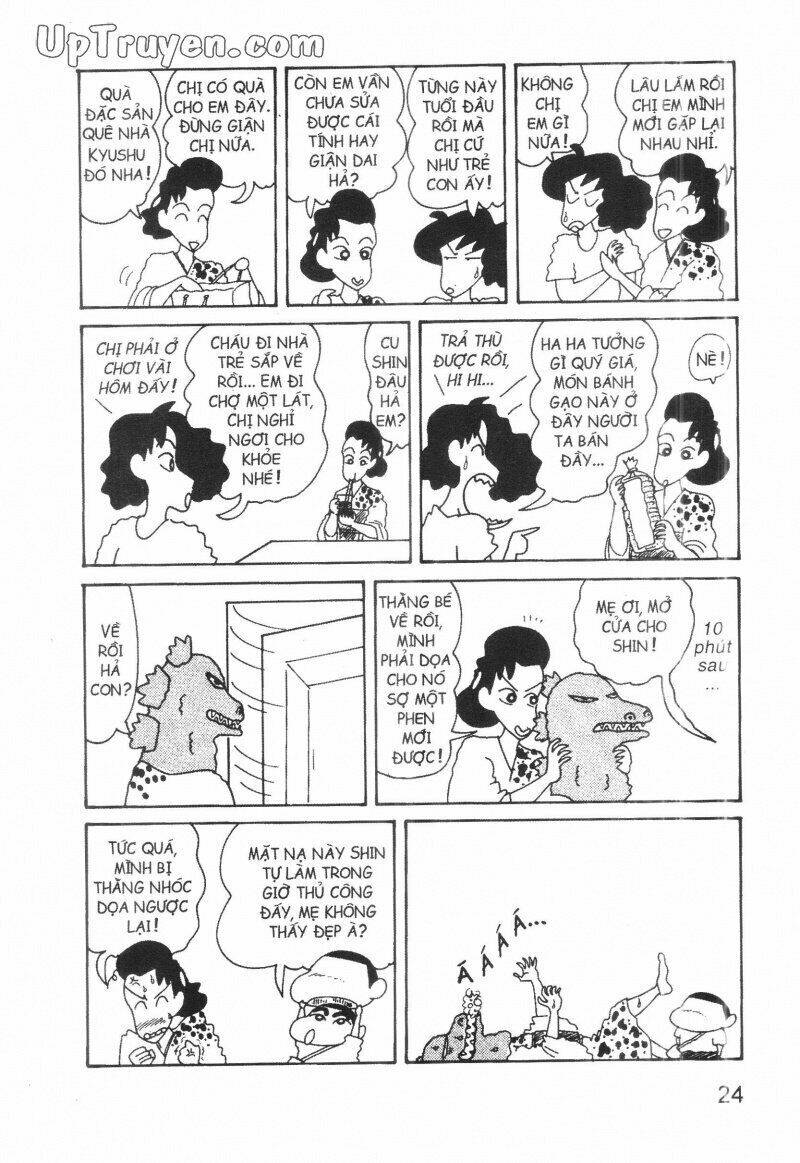 UpTruyen.com
LÂU LẮM RỒI
CHỊ EM MÌNH
MỚI GẶP LẠI
NHAU NHỈ.
KHÔNG
CHỊ
EM GÌ
NỮA!
TỪNG NÀY
TUỔI ĐẦU
RỒI MÀ
CHỊ CỨ
NHƯ TRẺ
CON ẤY!
CÒN EM VẪN
CHƯA SỬA
ĐƯỢC CÁI
TÍNH HAY
GIẬN DAI
HẢ?
CHỊ CÓ QUÀ
CHO EM ĐÂY.
ĐỪNG GIẬN
CHỊ NỮA.
QUÀ
ĐẶC SẢN
QUÊ NHÀ
KYUSHU
ĐÓ NHA!
NÈ!
HA HA TƯỞNG
GÌ QUÝ GIÁ,
MÓN BÁNH
GẠO NÀY Ở
ĐÂY NGƯỜI
TA BÁN
ĐẦY...
TRẢ THÙ
ĐƯỢC RỒI,
HI HI...
CU
SHIN
ĐÂU
HẢ
EM?
CHÁU ĐI NHÀ
TRẺ SẮP VỀ
RỒI... EM ĐI
CHỢ MỘT LÁT,
CHỊ NGHỈ
NGƠI CHO
KHỎE
NHÉ!
CHỊ PHẢI Ở
CHƠI VÀI
HÔM ĐẤY!
10
phút
sau
...
MẸ ƠI, MỞ
CỬA CHO
SHIN!
THẰNG BÉ
VỀ RỒI,
MÌNH
PHẢI DỌA
CHO NÓ
SỢ MỘT
PHEN
MỚI
ĐƯỢC!
VỀ
RỒI
HẢ
CON?
Á Á Á Á...
MẶT NẠ NÀY SHIN
TỰ LÀM TRONG
GIỜ THỦ CÔNG
ĐẤY, MẸ KHÔNG
THẤY ĐẸP À?
TỨC QUÁ,
MÌNH BỊ
THẰNG NHÓC
DỌA NGƯỢC
LẠI!
24